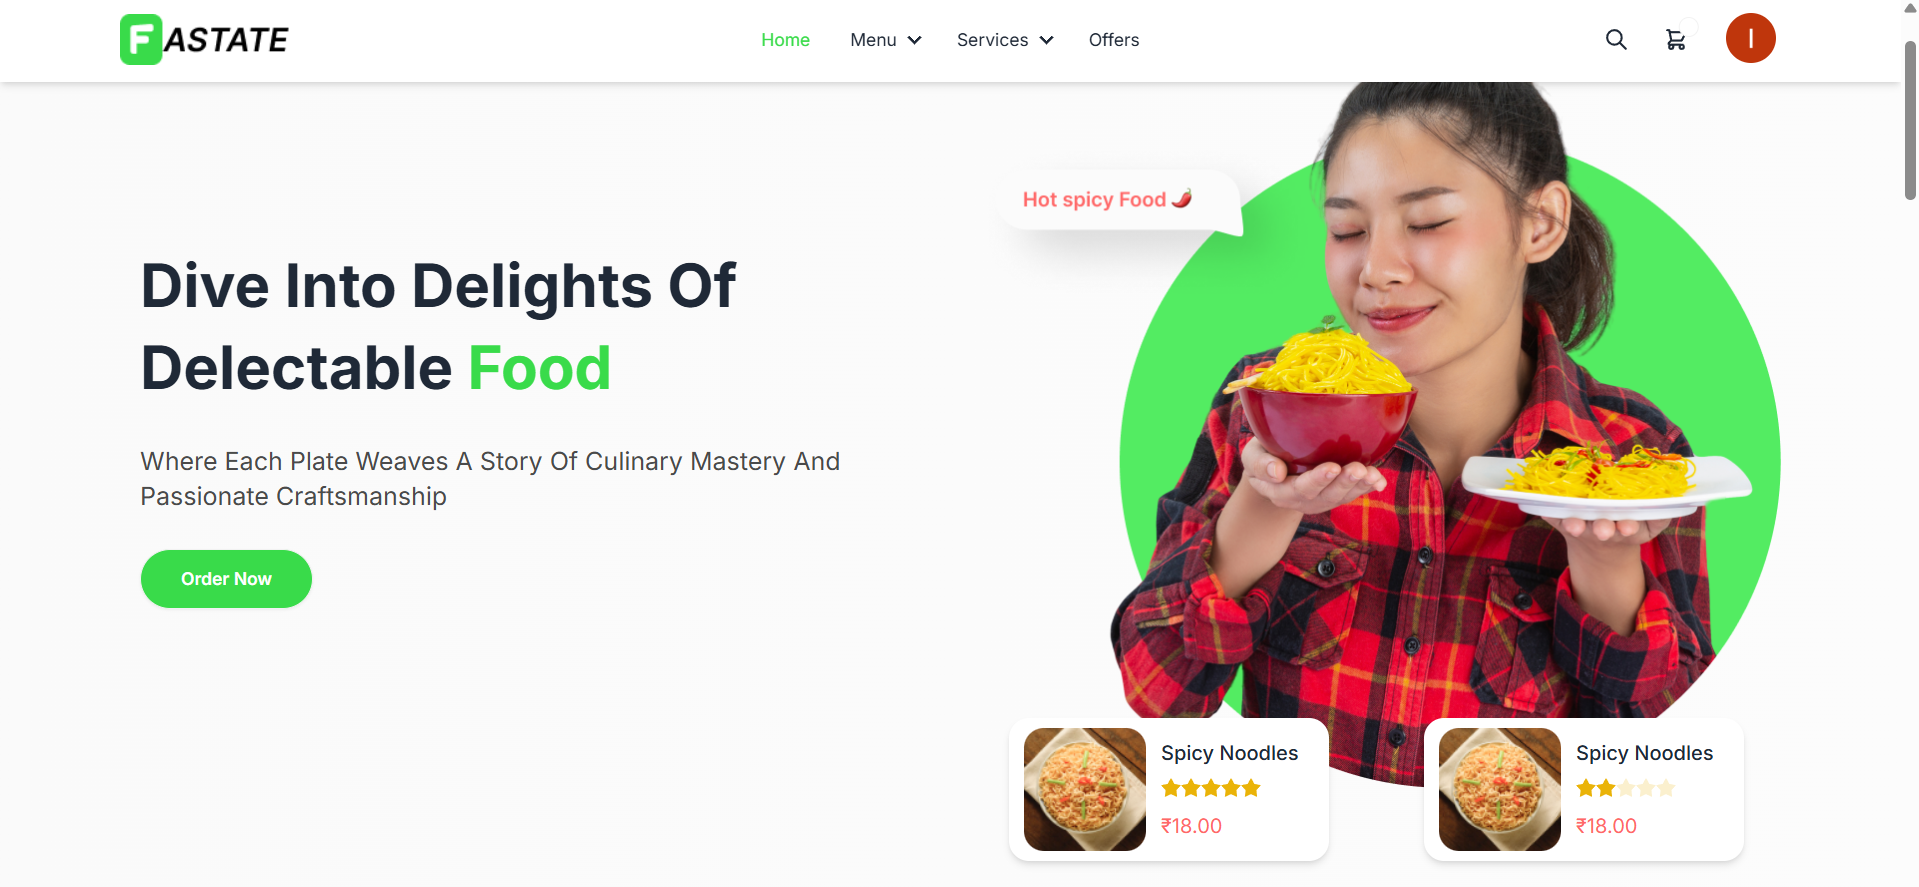 FASTATE
Home Menu Services Offers
I
Hot spicy Food 🌶️
Dive Into Delights Of
Delectable Food
Where Each Plate Weaves A Story Of Culinary Mastery And
Passionate Craftsmanship
Order Now
Spicy Noodles
₹18.00
Spicy Noodles
₹18.00